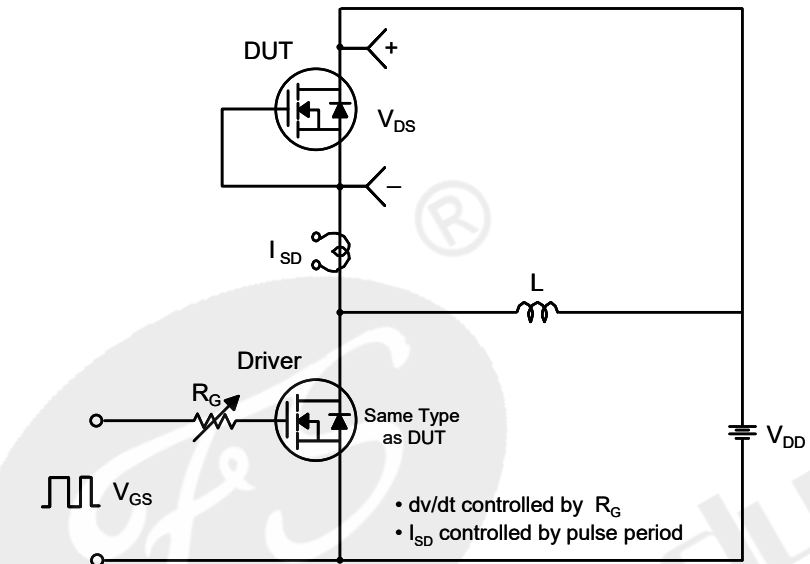 DUT
+
V_DS
−
®
I_SD
L
Driver
R_G
Same Type
as DUT
V_DD
V_GS
• dv/dt controlled by R_G
• I_SD controlled by pulse period